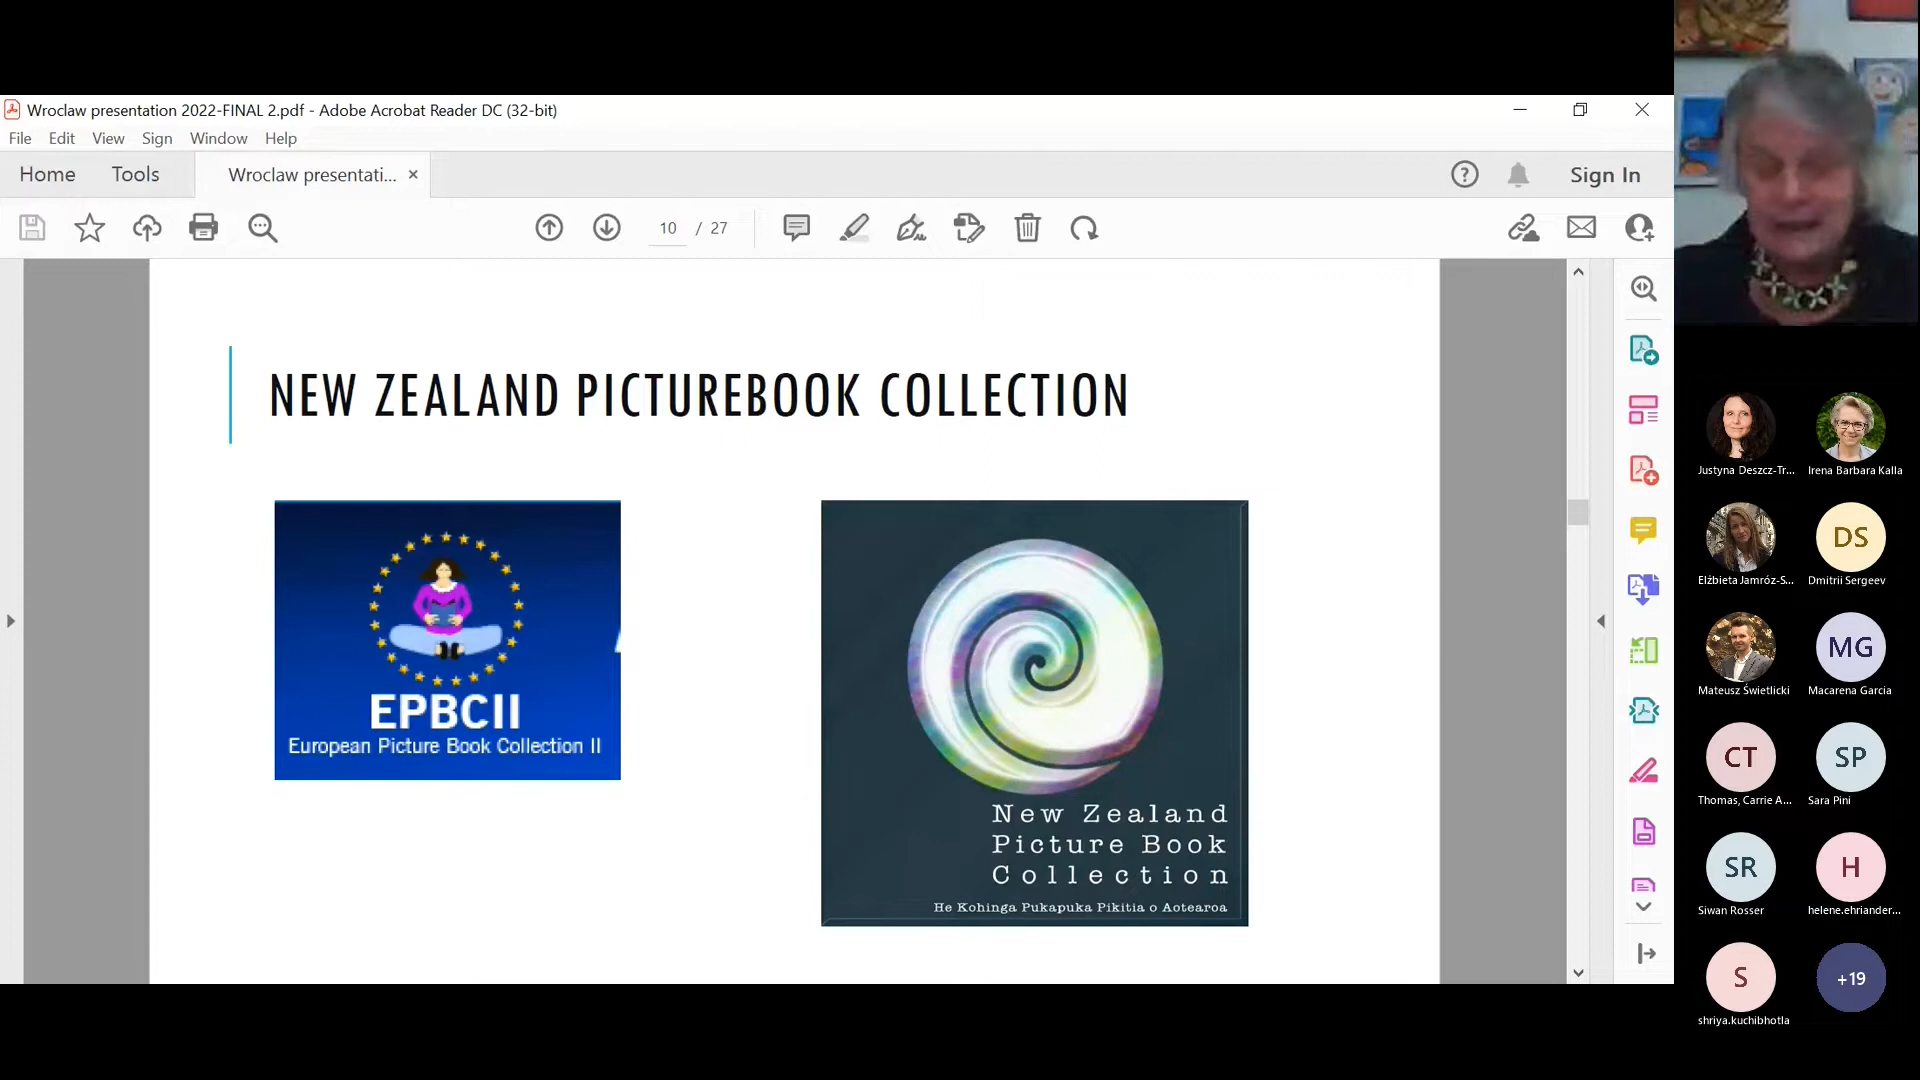 Wroclaw presentation 2022-FINAL 2.pdf - Adobe Acrobat Reader DC (32-bit)
File Edit View Sign Window Help
Home Tools Wroclaw presentati... × Sign In
10 / 27
NEW ZEALAND PICTUREBOOK COLLECTION
EPBCII
European Picture Book Collection II
New Zealand
Picture Book
Collection
He Kohinga Pukapuka Pikitia o Aotearoa
Justyna Deszcz-Tr... Irena Barbara Kalla
DS
Elżbieta Jamróz-S... Dmitrii Sergeev
MG
Mateusz Świetlicki Macarena Garcia
CT SP
Thomas, Carrie A... Sara Pini
SR H
Siwan Rosser helene.ehriander...
S +19
shriya.kuchibhotla